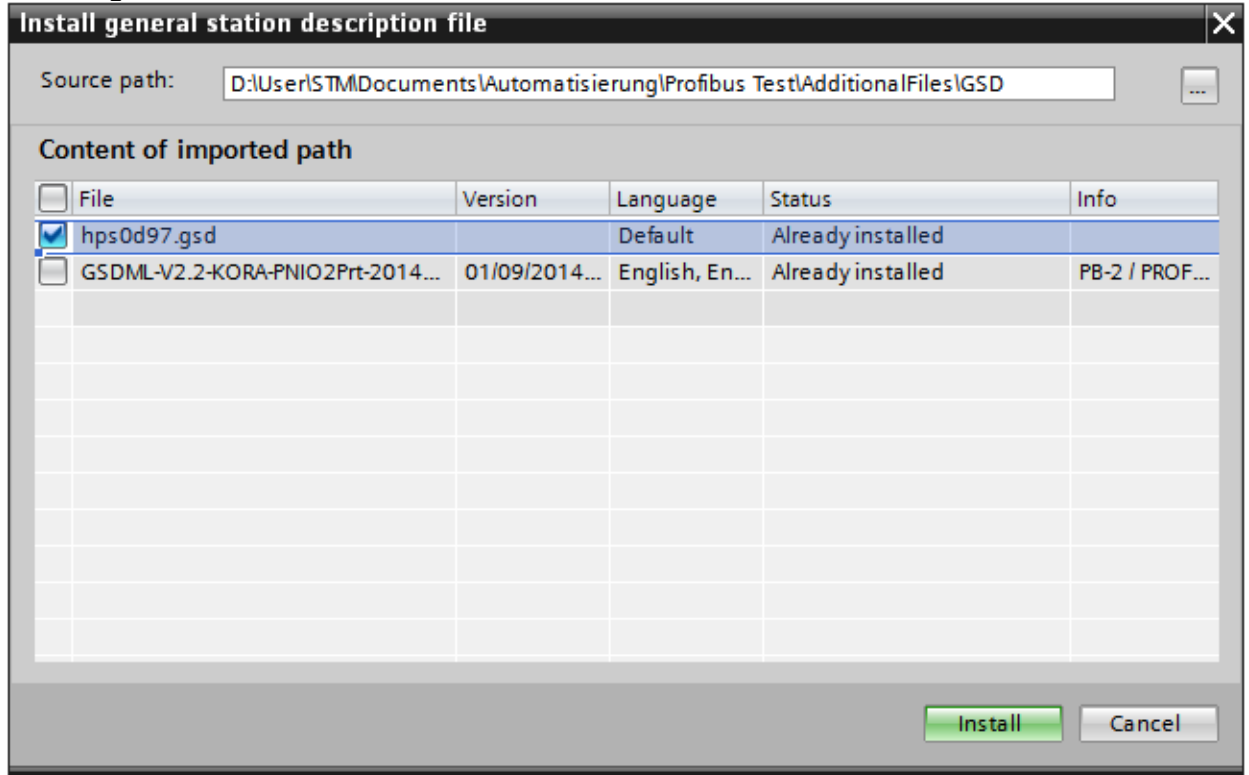 Install general station description file
Source path: D:\User\STM\Documents\Automatisierung\Profibus Test\AdditionalFiles\GSD ...
Content of imported path
File Version Language Status Info
hps0d97.gsd Default Already installed
GSDML-V2.2-KORA-PNIO2Prt-2014... 01/09/2014... English, En... Already installed PB-2 / PROF...
Install Cancel